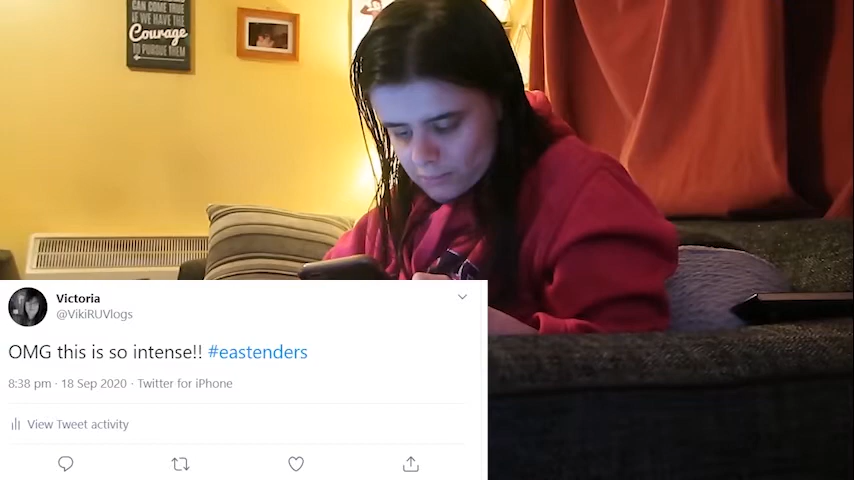 CAN COME TRUE
IF WE HAVE THE
Courage
TO PURSUE THEM
Victoria
@VikiRUVlogs
OMG this is so intense!! #eastenders
8:38 pm · 18 Sep 2020 · Twitter for iPhone
View Tweet activity